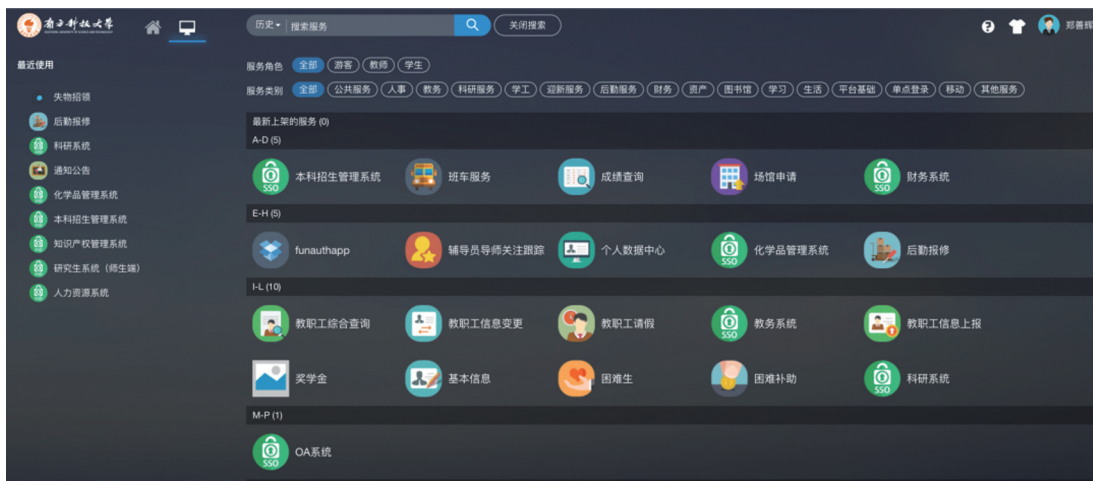 南方科技大学
历史 搜索服务 关闭搜索 郑善辉
最近使用
失物招领
后勤报修
科研系统
通知公告
化学品管理系统
本科招生管理系统
知识产权管理系统
研究生系统（师生端）
人力资源系统
服务角色 全部 游客 教师 学生
服务类别 全部 公共服务 人事 教务 科研服务 学工 迎新服务 后勤服务 财务 资产 图书馆 学习 生活 平台基础 单点登录 移动 其他服务
最新上架的服务 (0)
A-D (5)
SSO 本科招生管理系统 班车服务 成绩查询 场馆申请 SSO 财务系统
E-H (5)
funauthapp 辅导员导师关注跟踪 个人数据中心 SSO 化学品管理系统 后勤报修
I-L (10)
教职工综合查询 教职工信息变更 教职工请假 SSO 教务系统 教职工信息上报
奖学金 基本信息 困难生 困难补助 SSO 科研系统
M-P (1)
SSO OA系统